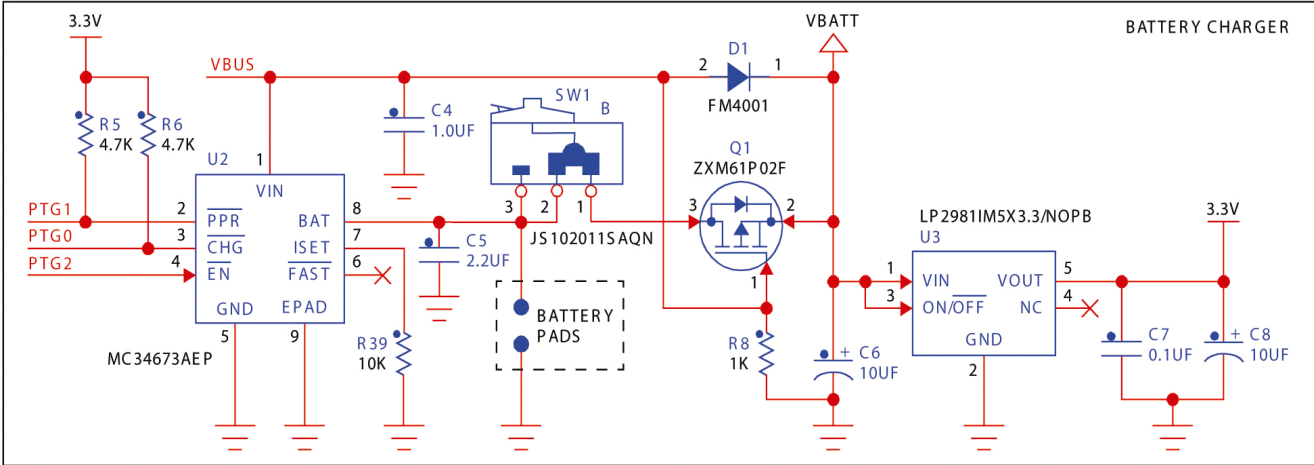 3.3V
VBATT
BATTERY CHARGER
VBUS
D1
2
1
FM4001
SW1
B
C4
1.0UF
R5
4.7K
R6
4.7K
U2
1
VIN
Q1
ZXM61P02F
PTG1
2
PPR
BAT
8
3
2
1
3
2
JS102011SAQN
LP2981IM5X3.3/NOPB
U3
3.3V
PTG0
3
CHG
ISET
7
C5
2.2UF
PTG2
4
EN
FAST
6
1
1
VIN
VOUT
5
3
ON/OFF
NC
4
GND
EPAD
5
9
BATTERY
PADS
MC34673AEP
R39
10K
R8
1K
+
C6
10UF
GND
2
C7
0.1UF
+
C8
10UF